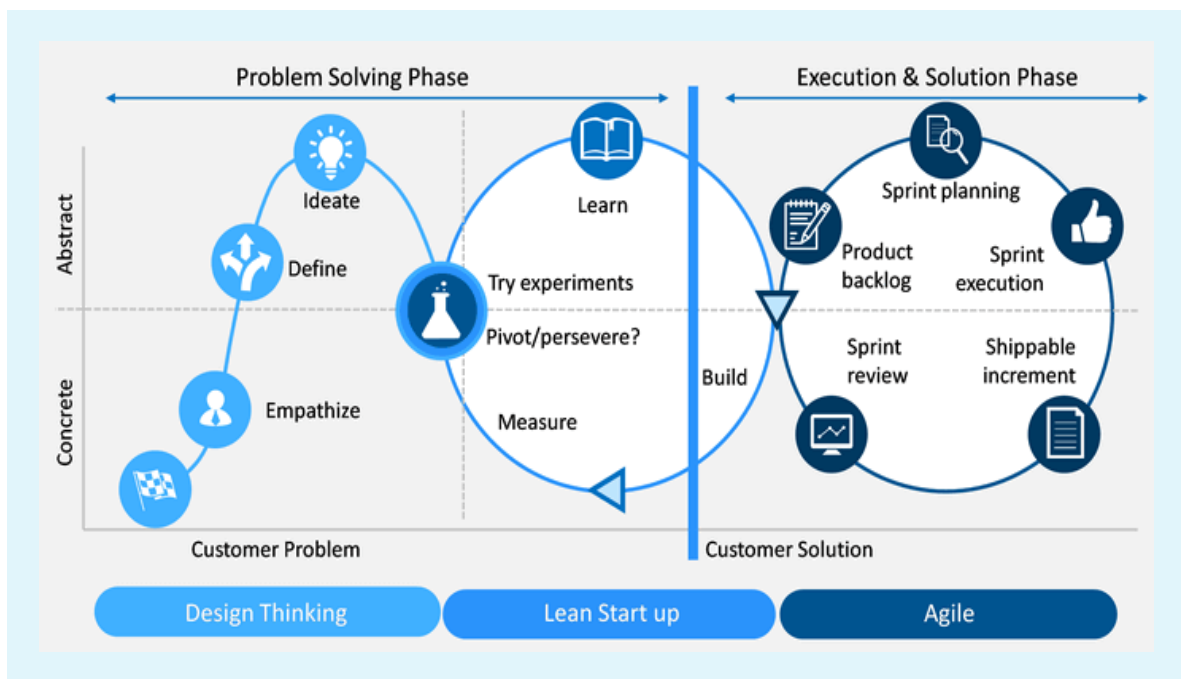 Problem Solving Phase
Execution & Solution Phase
Abstract
Concrete
Ideate
Define
Empathize
Learn
Try experiments
Pivot/persevere?
Measure
Build
Sprint planning
Product
backlog
Sprint
execution
Sprint
review
Shippable
increment
Customer Problem
Customer Solution
Design Thinking
Lean Start up
Agile